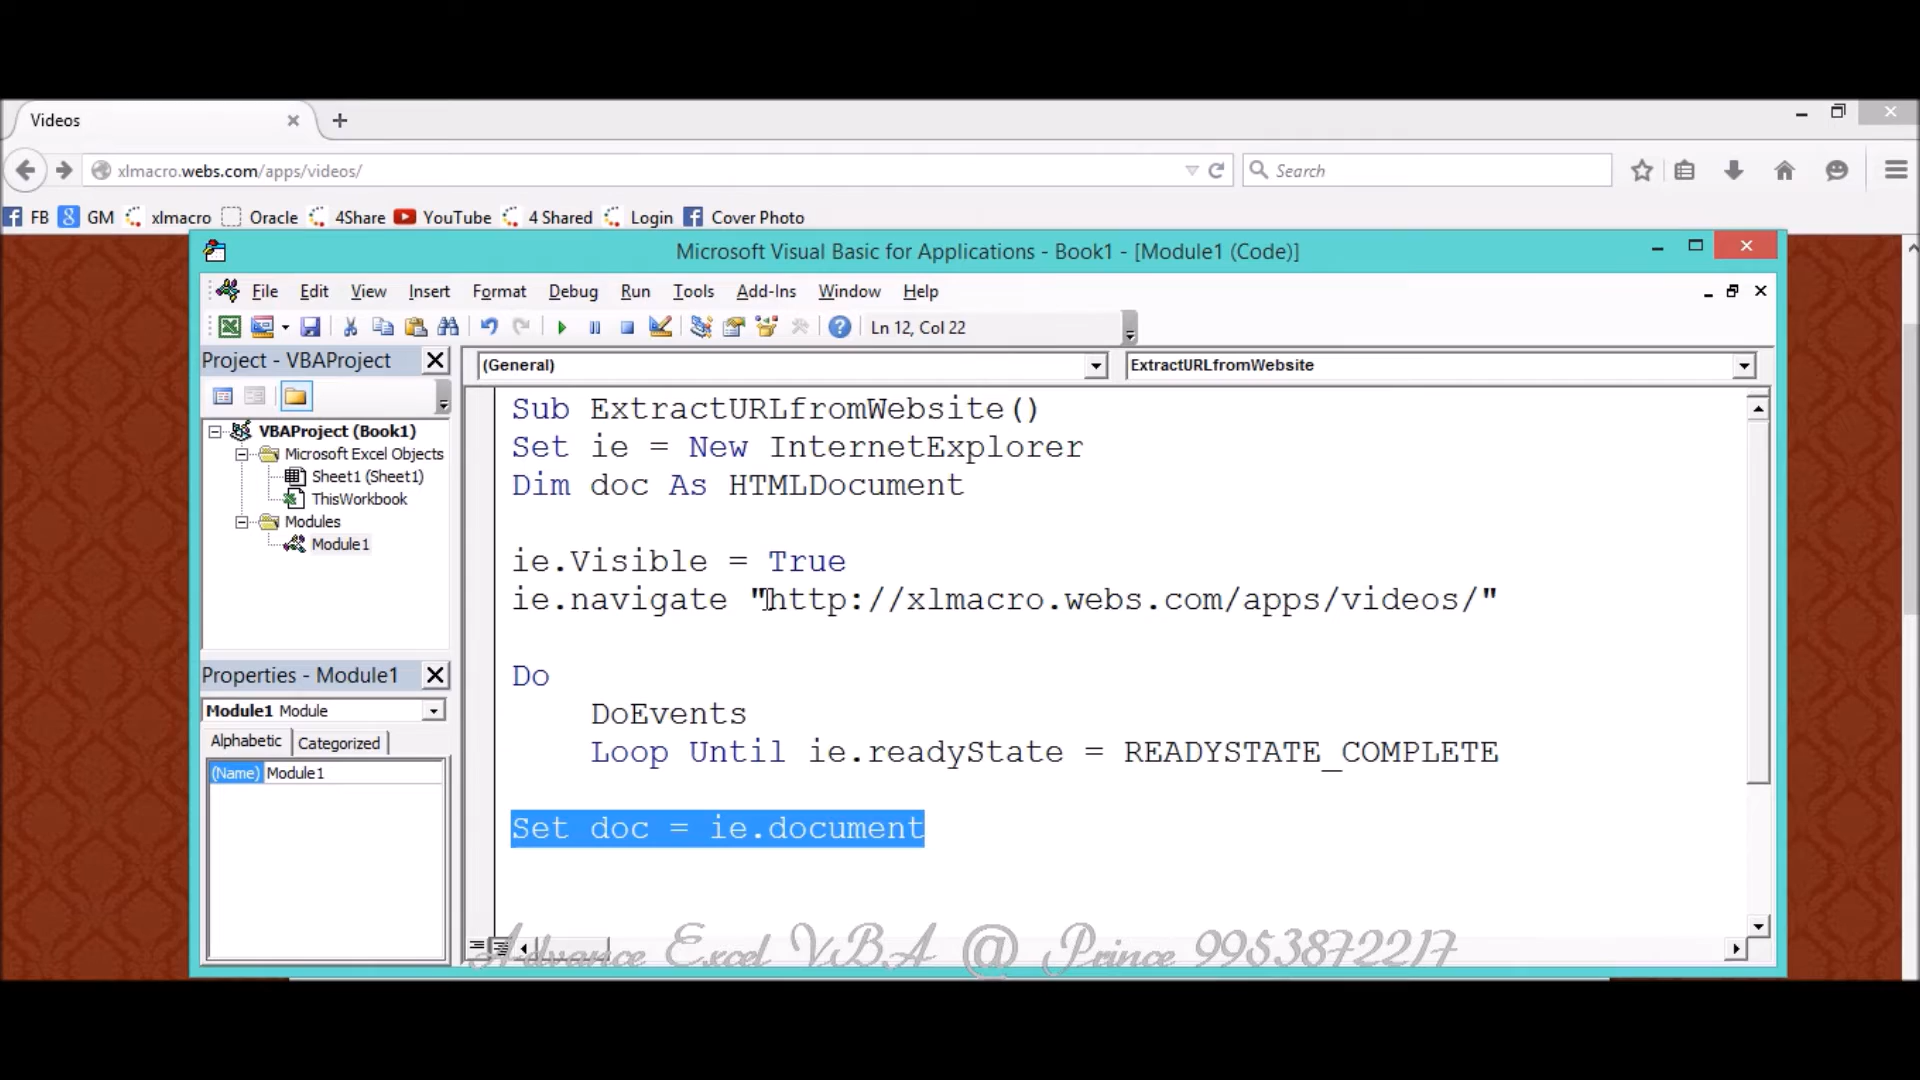 Videos
xlmacro.webs.com/apps/videos/
Search
FB GM xlmacro Oracle 4Share YouTube 4 Shared Login Cover Photo
Microsoft Visual Basic for Applications - Book1 - [Module1 (Code)]
File Edit View Insert Format Debug Run Tools Add-Ins Window Help
Ln 12, Col 22
Project - VBAProject
(General) ExtractURLfromWebsite
VBAProject (Book1)
Microsoft Excel Objects
Sheet1 (Sheet1)
ThisWorkbook
Modules
Module1
Properties - Module1
Module1 Module
Alphabetic Categorized
(Name) Module1
Sub ExtractURLfromWebsite()
Set ie = New InternetExplorer
Dim doc As HTMLDocument
ie.Visible = True
ie.navigate "http://xlmacro.webs.com/apps/videos/"
Do
DoEvents
Loop Until ie.readyState = READYSTATE_COMPLETE
Set doc = ie.document
Advance Excel VBA @ Prince 9953872217